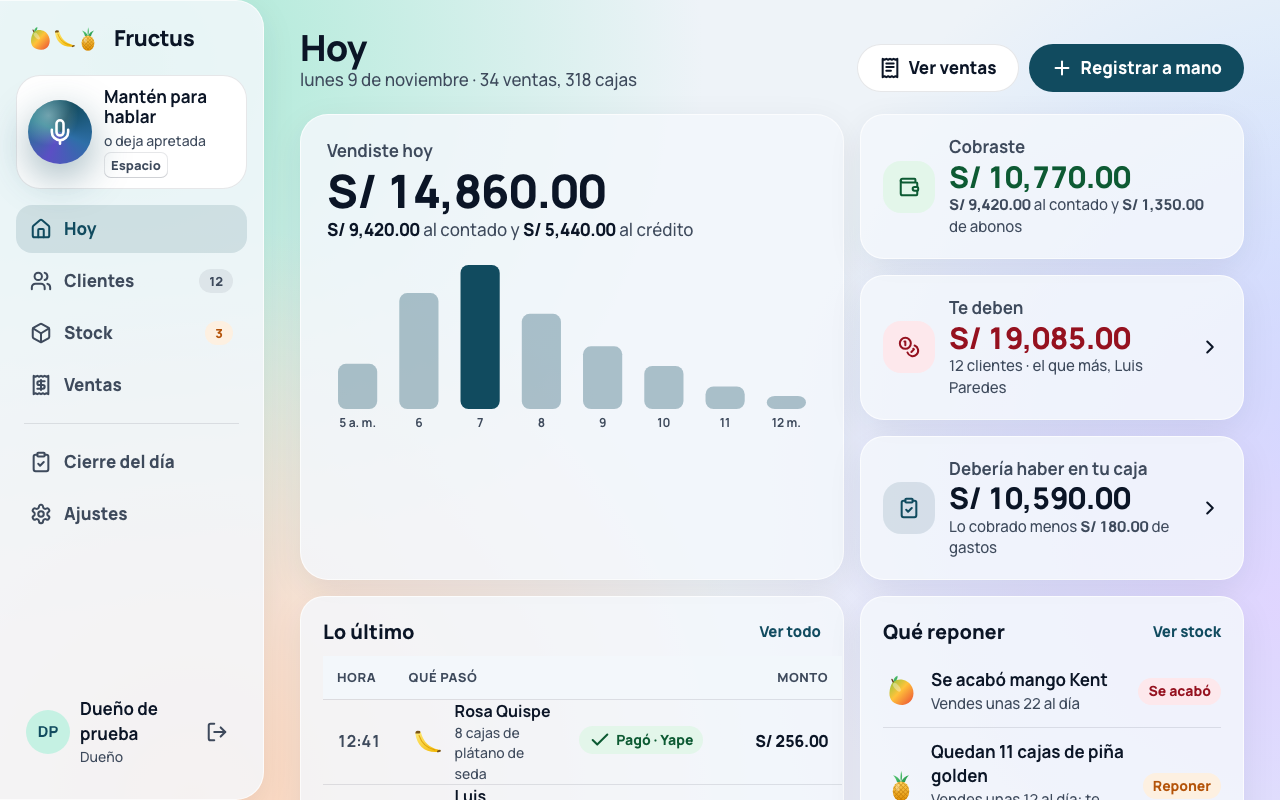 Fructus
Mantén para
hablar
o deja apretada
Espacio
Hoy
Clientes 12
Stock 3
Ventas
Cierre del día
Ajustes
DP
Dueño de
prueba
Dueño
Hoy
lunes 9 de noviembre · 34 ventas, 318 cajas
Ver ventas
Registrar a mano
Vendiste hoy
S/ 14,860.00
S/ 9,420.00 al contado y S/ 5,440.00 al crédito
5 a. m. 6 7 8 9 10 11 12 m.
Cobraste
S/ 10,770.00
S/ 9,420.00 al contado y S/ 1,350.00
de abonos
Te deben
S/ 19,085.00
12 clientes · el que más, Luis
Paredes
Debería haber en tu caja
S/ 10,590.00
Lo cobrado menos S/ 180.00 de
gastos
Lo último
Ver todo
HORA QUÉ PASÓ MONTO
12:41
Rosa Quispe
8 cajas de
plátano de
seda
Pagó · Yape
S/ 256.00
Luis
Qué reponer
Ver stock
Se acabó mango Kent
Vendes unas 22 al día
Se acabó
Quedan 11 cajas de piña
golden
Vendes unas 12 al día: te
Reponer